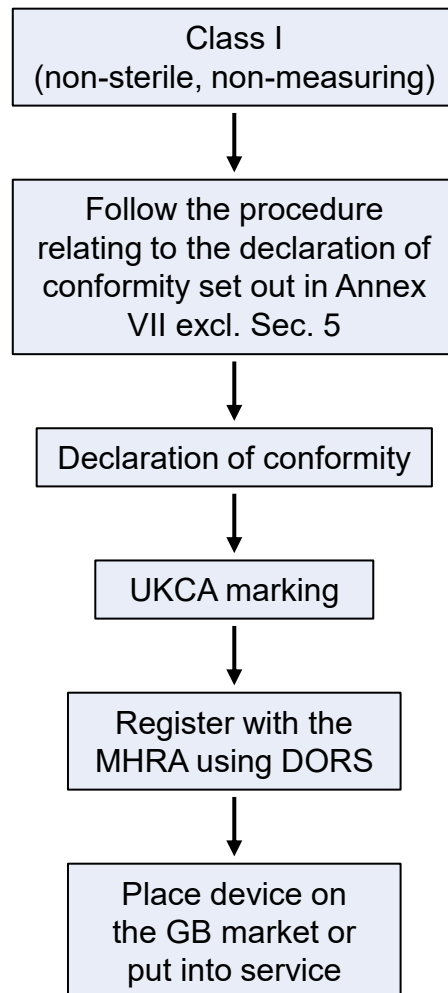 Class I
(non-sterile, non-measuring)
Follow the procedure
relating to the declaration of
conformity set out in Annex
VII excl. Sec. 5
Declaration of conformity
UKCA marking
Register with the
MHRA using DORS
Place device on
the GB market or
put into service